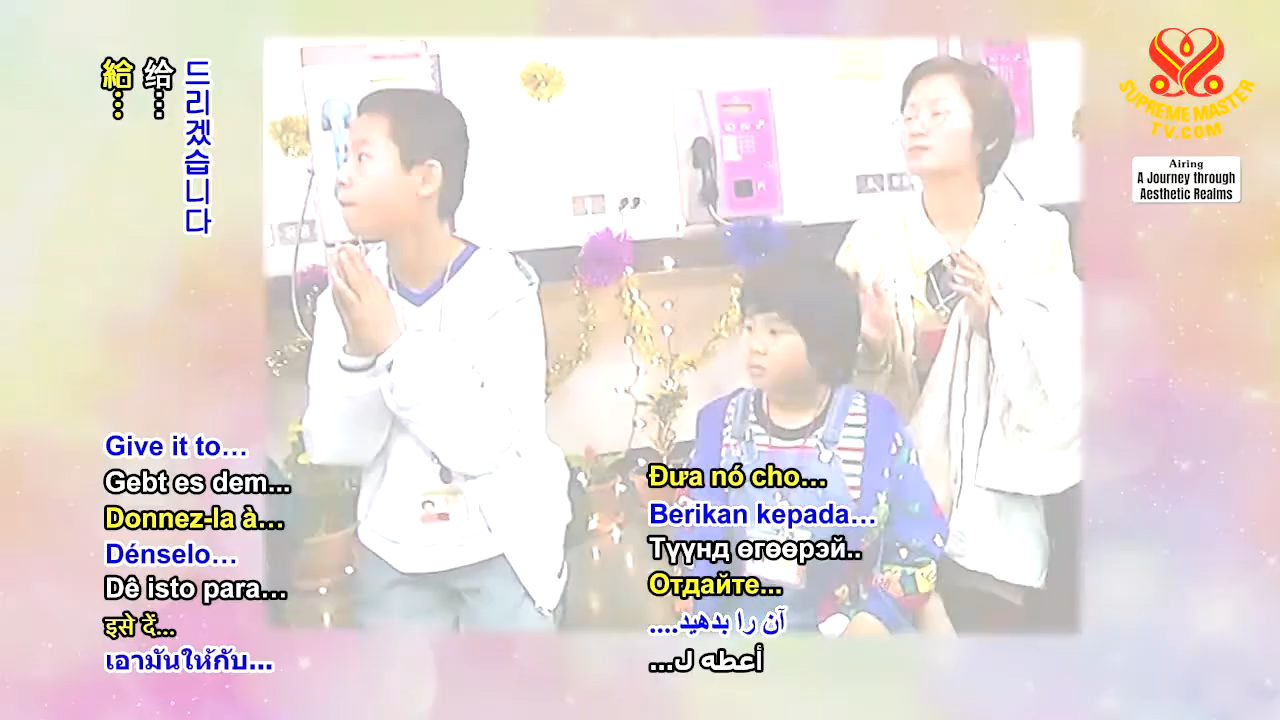 給…
给…
드리겠습니다
SUPREME MASTER
TV.COM
Airing
A Journey through
Aesthetic Realms
Give it to…
Gebt es dem...
Donnez-la à…
Dénselo…
Dê isto para…
इसे दें...
เอามันให้กับ...
Đưa nó cho…
Berikan kepada…
Түүнд өгөөрэй..
Отдайте...
آن را بدهید....
أعطه ل...